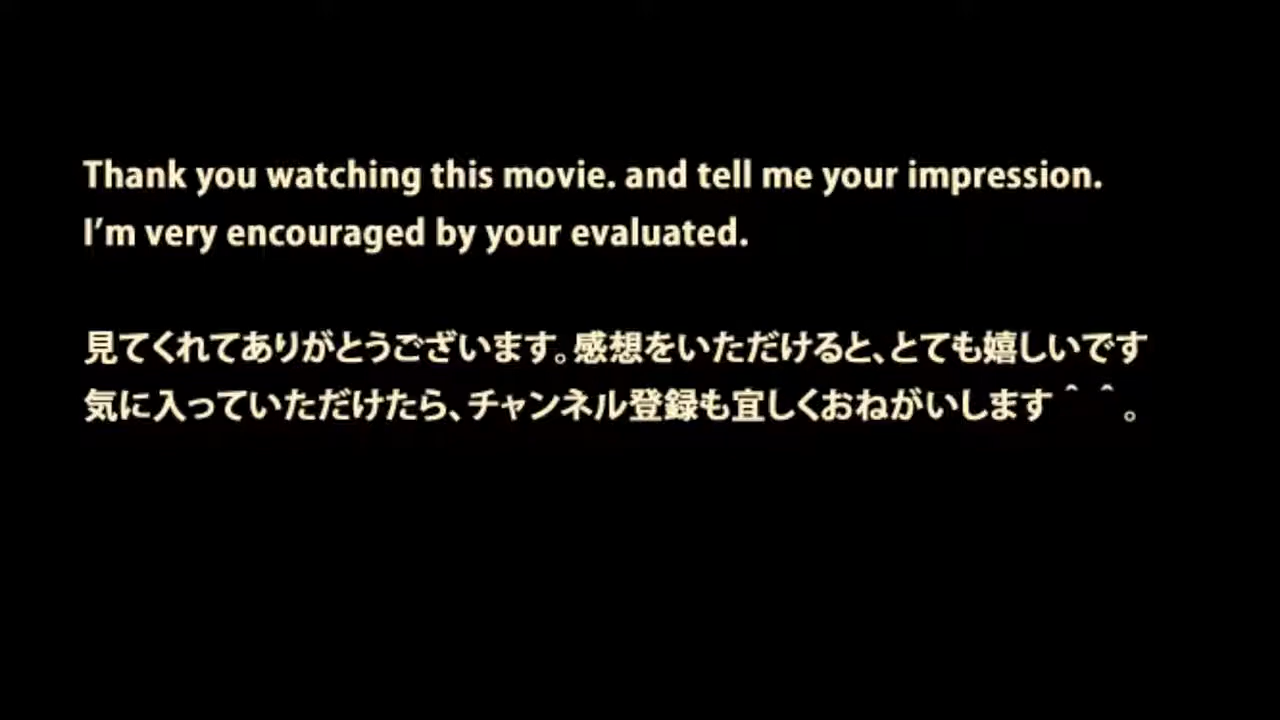 Thank you watching this movie. and tell me your impression.
I’m very encouraged by your evaluated.
見てくれてありがとうございます。感想をいただけると、とても嬉しいです
気に入っていただけたら、チャンネル登録も宜しくおねがいします＾＾。